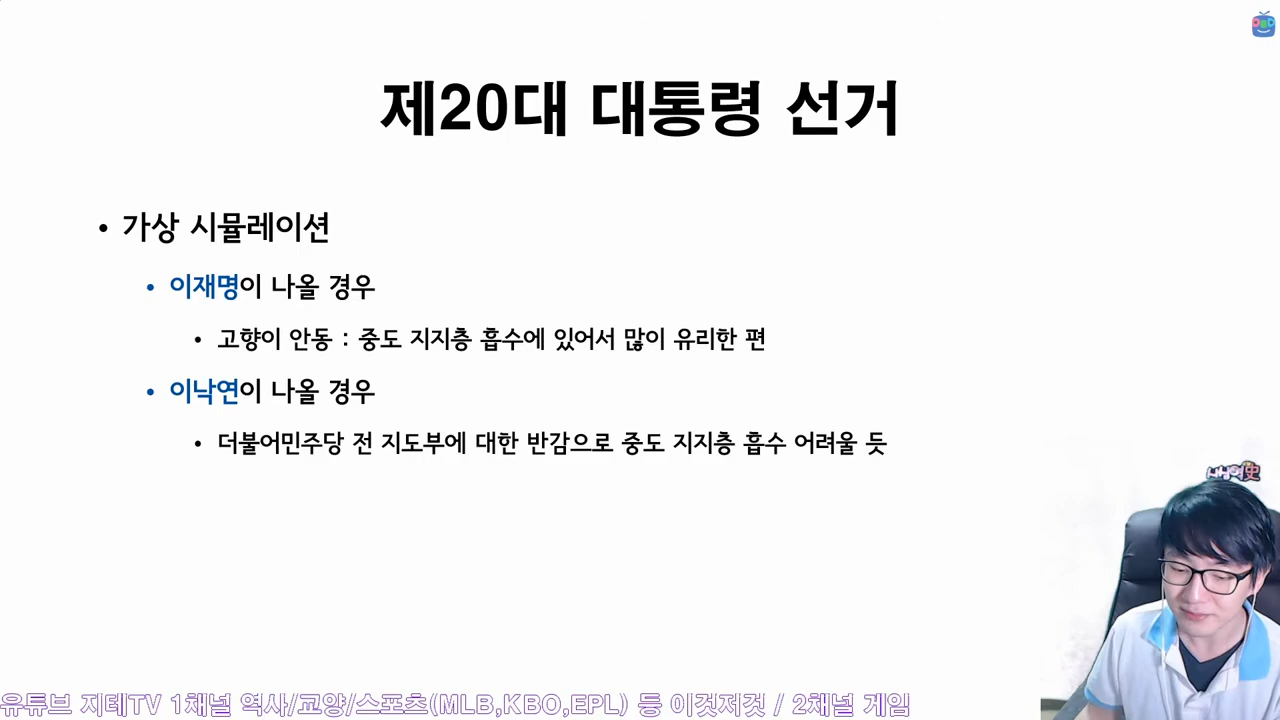 제20대 대통령 선거
• 가상 시뮬레이션
• 이재명이 나올 경우
• 고향이 안동 : 중도 지지층 흡수에 있어서 많이 유리한 편
• 이낙연이 나올 경우
• 더불어민주당 전 지도부에 대한 반감으로 중도 지지층 흡수 어려울 듯
유튜브 지테TV 1채널 역사/교양/스포츠(MLB,KBO,EPL) 등 이것저것 / 2채널 게임